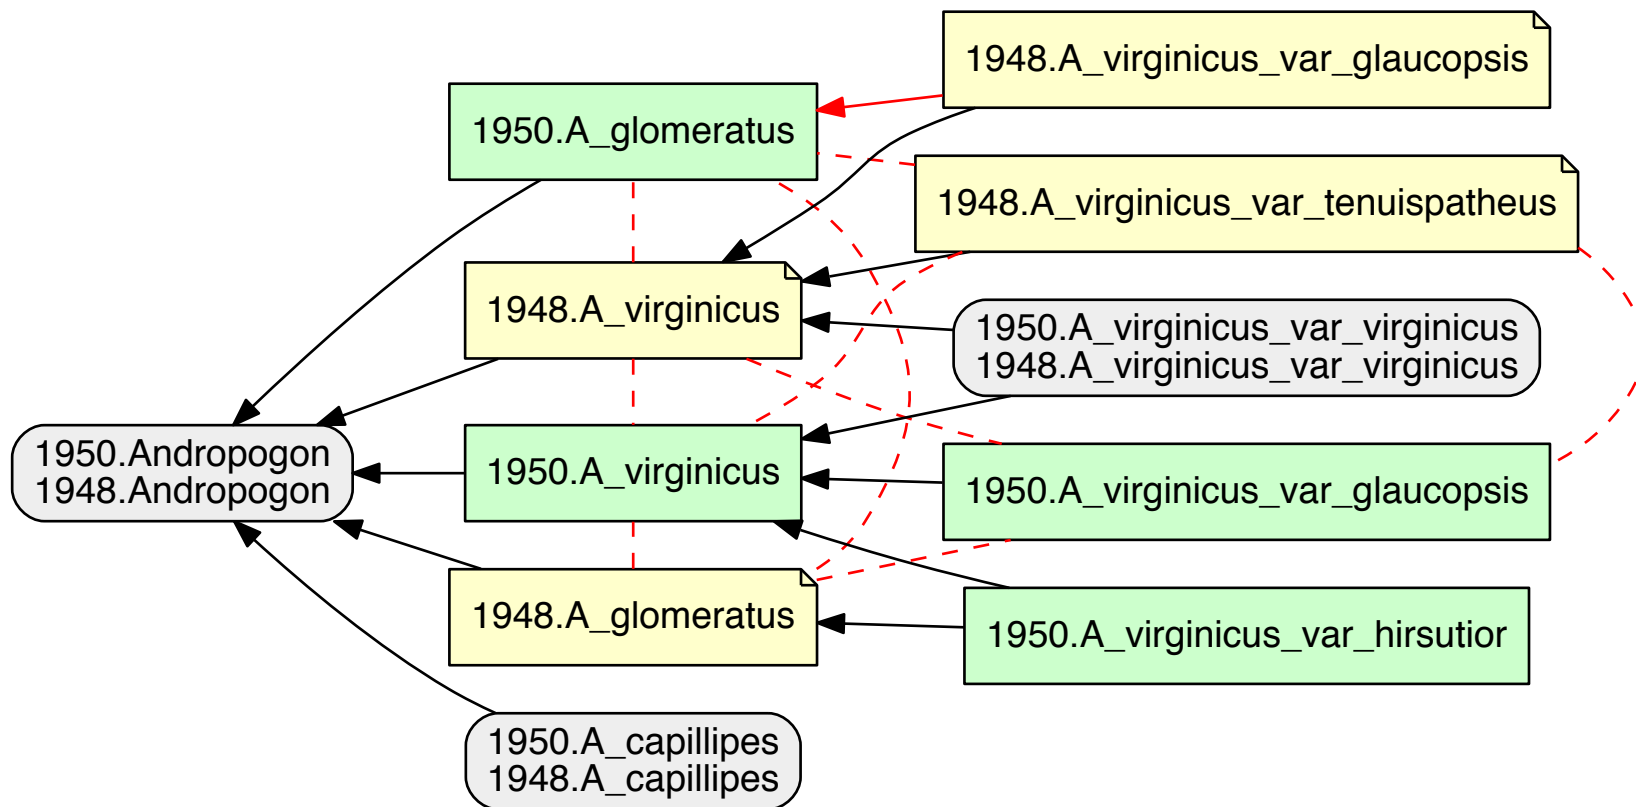 1948.A_virginicus_var_glaucopsis
1950.A_glomeratus
1948.A_virginicus_var_tenuispatheus
1948.A_virginicus
1950.A_virginicus_var_virginicus
1948.A_virginicus_var_virginicus
1950.Andropogon
1948.Andropogon
1950.A_virginicus
1950.A_virginicus_var_glaucopsis
1948.A_glomeratus
1950.A_virginicus_var_hirsutior
1950.A_capillipes
1948.A_capillipes